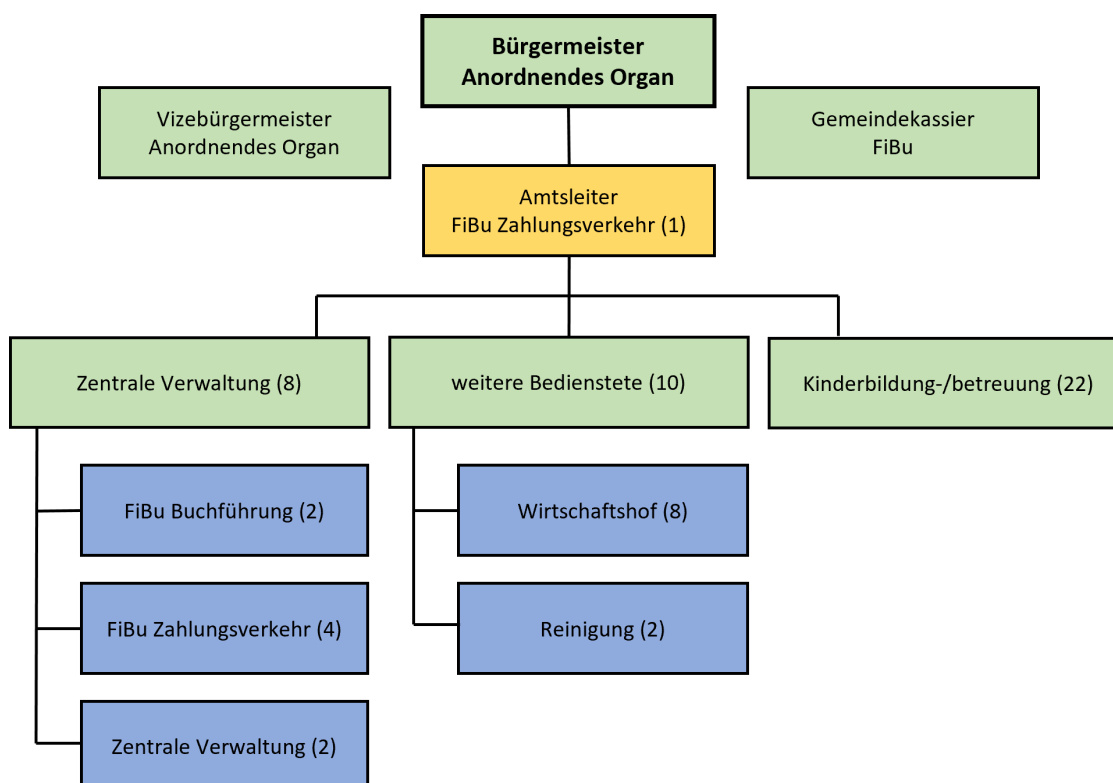 Bürgermeister
Anordnendes Organ
Vizebürgermeister
Anordnendes Organ
Gemeindekassier
FiBu
Amtsleiter
FiBu Zahlungsverkehr (1)
Zentrale Verwaltung (8)
weitere Bedienstete (10)
Kinderbildung-/betreuung (22)
FiBu Buchführung (2)
Wirtschaftshof (8)
FiBu Zahlungsverkehr (4)
Reinigung (2)
Zentrale Verwaltung (2)